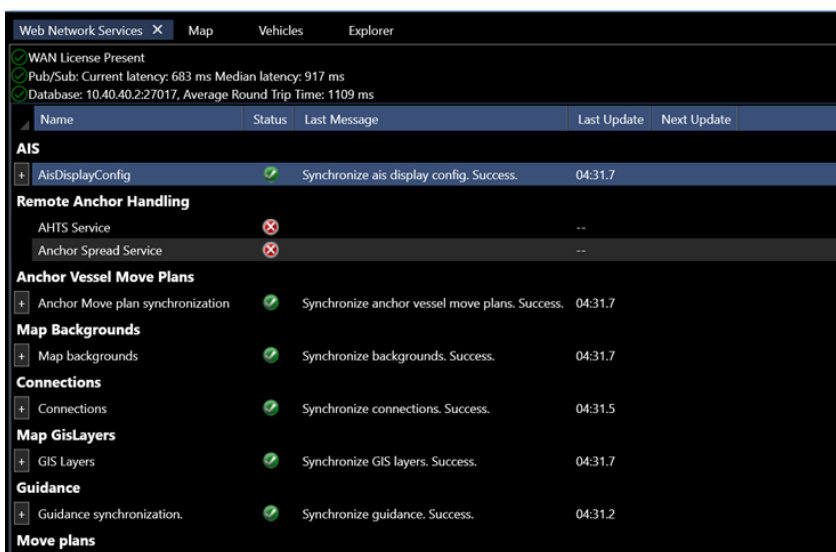 Web Network Services X Map Vehicles Explorer
WAN License Present
Pub/Sub: Current latency: 683 ms Median latency: 917 ms
Database: 10.40.40.2:27017, Average Round Trip Time: 1109 ms
Name Status Last Message Last Update Next Update
AIS
+ AisDisplayConfig Synchronize ais display config. Success. 04:31.7
Remote Anchor Handling
AHTS Service --
Anchor Spread Service --
Anchor Vessel Move Plans
+ Anchor Move plan synchronization Synchronize anchor vessel move plans. Success. 04:31.7
Map Backgrounds
+ Map backgrounds Synchronize backgrounds. Success. 04:31.7
Connections
+ Connections Synchronize connections. Success. 04:31.5
Map GisLayers
+ GIS Layers Synchronize GIS layers. Success. 04:31.7
Guidance
+ Guidance synchronization. Synchronize guidance. Success. 04:31.2
Move plans